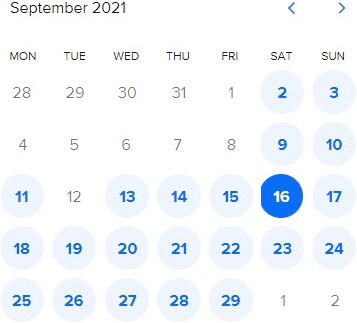 September 2021
MON TUE WED THU FRI SAT SUN
28 29 30 31 1 2 3
4 5 6 7 8 9 10
11 12 13 14 15 16 17
18 19 20 21 22 23 24
25 26 27 28 29 1 2